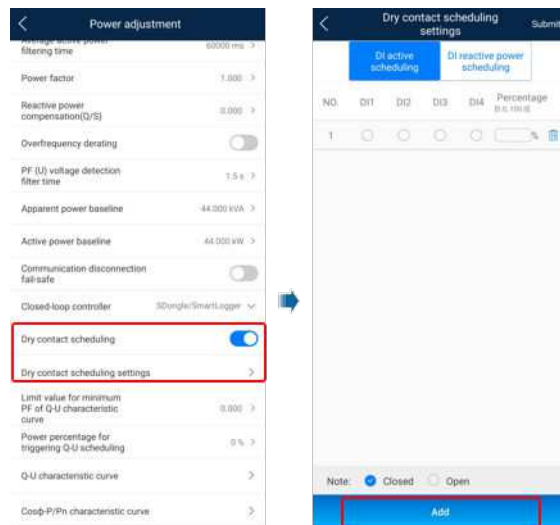 Power adjustment
Average active power
filtering time
60000 ms
Power factor
1.000
Reactive power
compensation(Q/S)
0.000
Overfrequency derating
PF (U) voltage detection
filter time
1.5 s
Apparent power baseline
44.000 kVA
Active power baseline
44.000 kW
Communication disconnection
fail-safe
Closed-loop controller
SDongle/SmartLogger
Dry contact scheduling
Dry contact scheduling settings
Limit value for minimum
PF of Q-U characteristic
curve
0.000
Power percentage for
triggering Q-U scheduling
0 %
Q-U characteristic curve
Cosϕ-P/Pn characteristic curve
Dry contact scheduling
settings
Submit
DI active
scheduling
DI reactive power
scheduling
NO.
DI1
DI2
DI3
DI4
Percentage
1
%
Note:
Closed
Open
Add